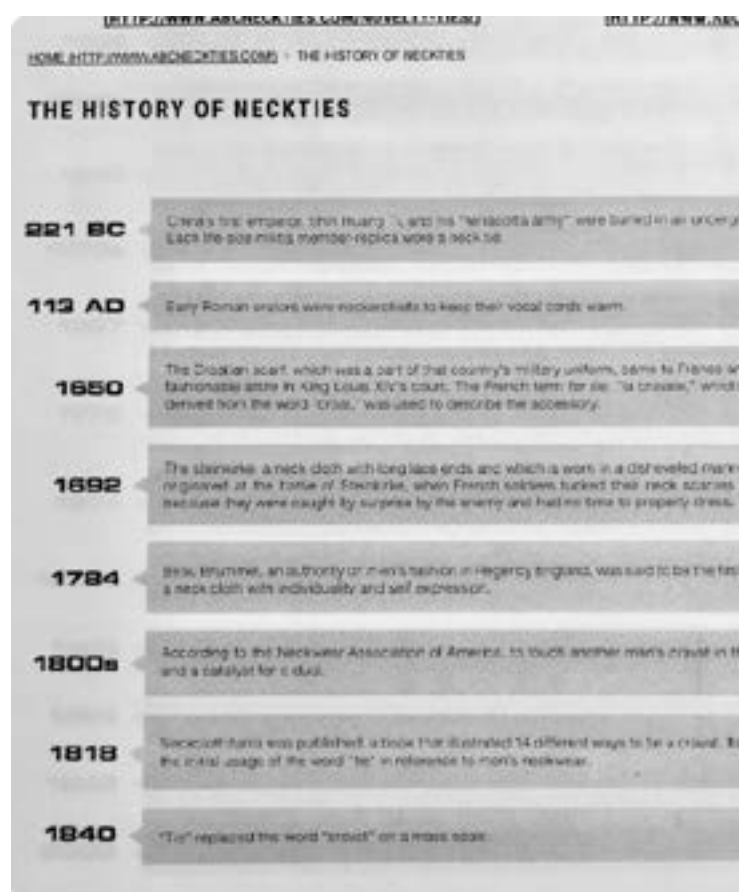 HOME (HTTP://WWW.ABCNECKTIES.COM) > THE HISTORY OF NECKTIES
THE HISTORY OF NECKTIES
221 BC
China's first emperor, Shih Huang Ti, and his "terracotta army" were buried in an
Each life-size militia member-replica wore a neck tie.
113 AD
Early Roman orators wore neckerchiefs to keep their vocal cords warm.
1650
The Croatian scarf, which was a part of that country's military uniform, came to France
fashionable attire in King Louis XIV's court. The French term for tie, "la cravate,"
derived from the word "croat," was used to describe the accessory.
1692
The steinkirke, a neck cloth with long lace ends and which is worn in a disheveled
originated at the battle of Steinkirke, when French soldiers tucked their neck scarves
because they were caught by surprise by the enemy and had no time to properly dress.
1784
Beau Brummel, an authority on men's fashion in Regency England, was said to be the
a neck cloth with individuality and self expression.
1800s
According to the Neckwear Association of America, to touch another man's cravat in
and a catalyst for a duel.
1818
Neckclothitania was published, a book that illustrated 14 different ways to tie a cravat.
the initial usage of the word "tie" in reference to men's neckwear.
1840
"Tie" replaced the word "cravat" on a mass scale.